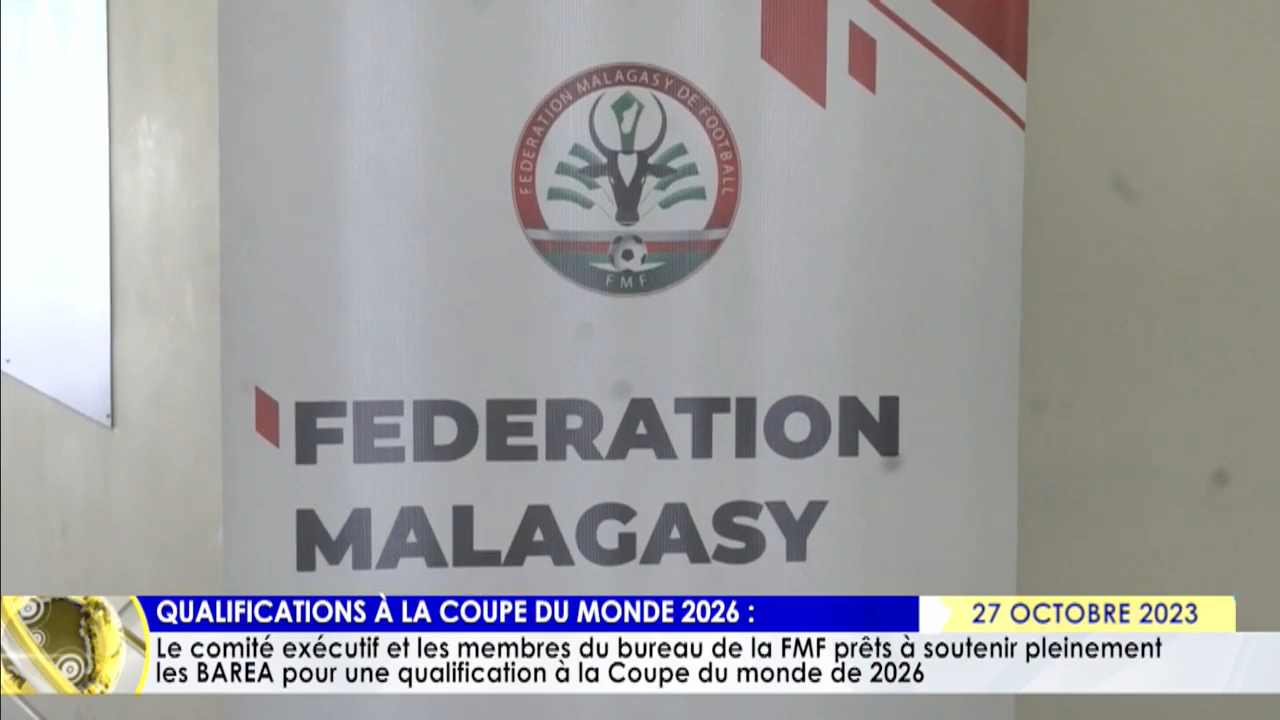 FEDERATION MALAGASY DE FOOTBALL
FMF
FEDERATION
MALAGASY
QUALIFICATIONS À LA COUPE DU MONDE 2026 :
27 OCTOBRE 2023
Le comité exécutif et les membres du bureau de la FMF prêts à soutenir pleinement
les BAREA pour une qualification à la Coupe du monde de 2026